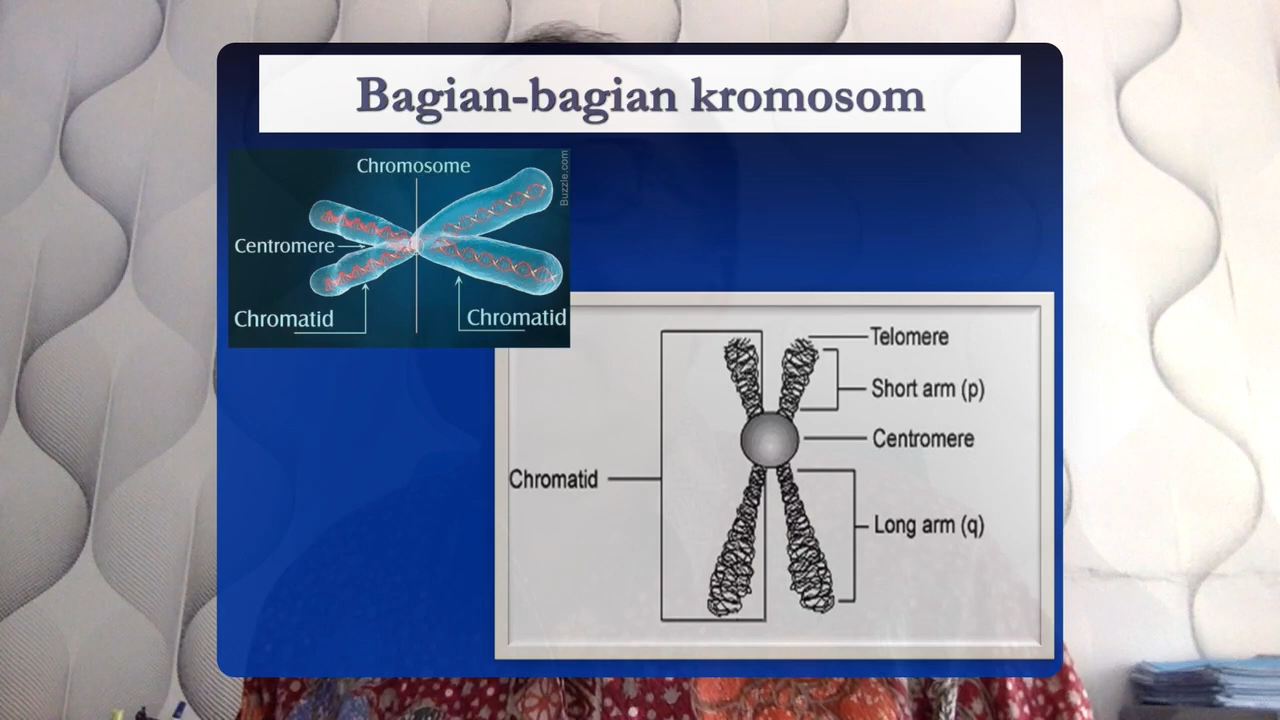 Bagian-bagian kromosom
Chromosome
Buzzle.com
Centromere
Chromatid
Chromatid
Telomere
Short arm (p)
Centromere
Chromatid
Long arm (q)